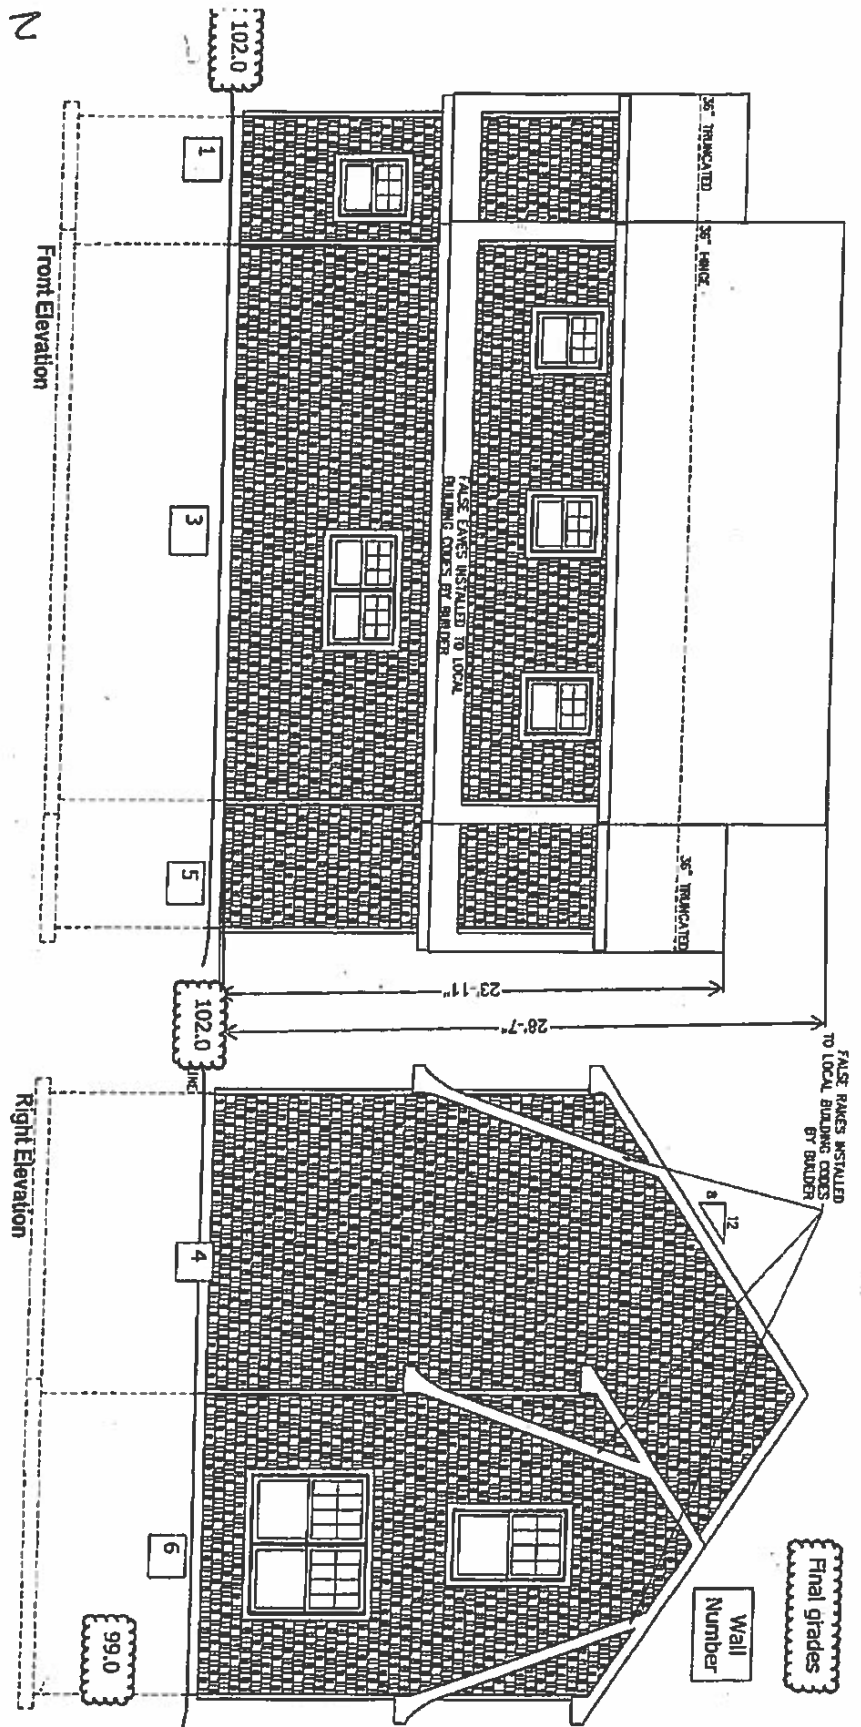 102.0
36" TRUNCATED
36" HINGE
36" TRUNCATED
FALSE EAVES INSTALLED TO LOCAL
BUILDING CODES BY BUILDER
1
3
5
Front Elevation
102.0
23'-11"
28'-7"
FALSE RAKES INSTALLED
TO LOCAL BUILDING CODES
BY BUILDER
12
8
4
6
Right Elevation
99.0
Final grades
Wall
Number